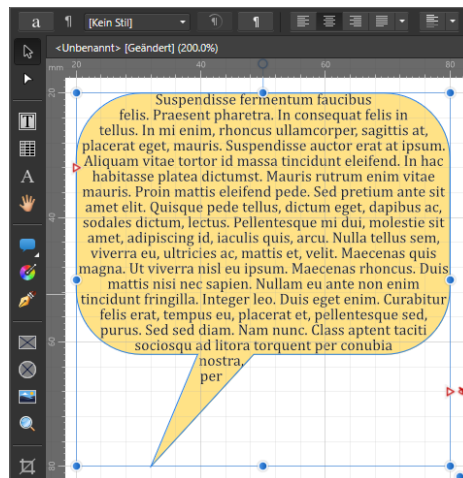 a ¶ [Kein Stil] ¶ ¶
<Unbenannt> [Geändert] (200.0%)
mm 20 40 60 80
20
40
60
80
T
A
Suspendisse fermentum faucibus
felis. Praesent pharetra. In consequat felis in
tellus. In mi enim, rhoncus ullamcorper, sagittis at,
placerat eget, mauris. Suspendisse auctor erat at ipsum.
Aliquam vitae tortor id massa tincidunt eleifend. In hac
habitasse platea dictumst. Mauris rutrum enim vitae
mauris. Proin mattis eleifend pede. Sed pretium ante sit
amet elit. Quisque pede tellus, dictum eget, dapibus ac,
sodales dictum, lectus. Pellentesque mi dui, molestie sit
amet, adipiscing id, iaculis quis, arcu. Nulla tellus sem,
viverra eu, ultricies ac, mattis et, velit. Maecenas quis
magna. Ut viverra nisl eu ipsum. Maecenas rhoncus. Duis
mattis nisi nec sapien. Nullam eu ante non enim
tincidunt fringilla. Integer leo. Duis eget enim. Curabitur
felis erat, tempus eu, placerat et, pellentesque sed,
purus. Sed sed diam. Nam nunc. Class aptent taciti
sociosqu ad litora torquent per conubia
nostra,
per